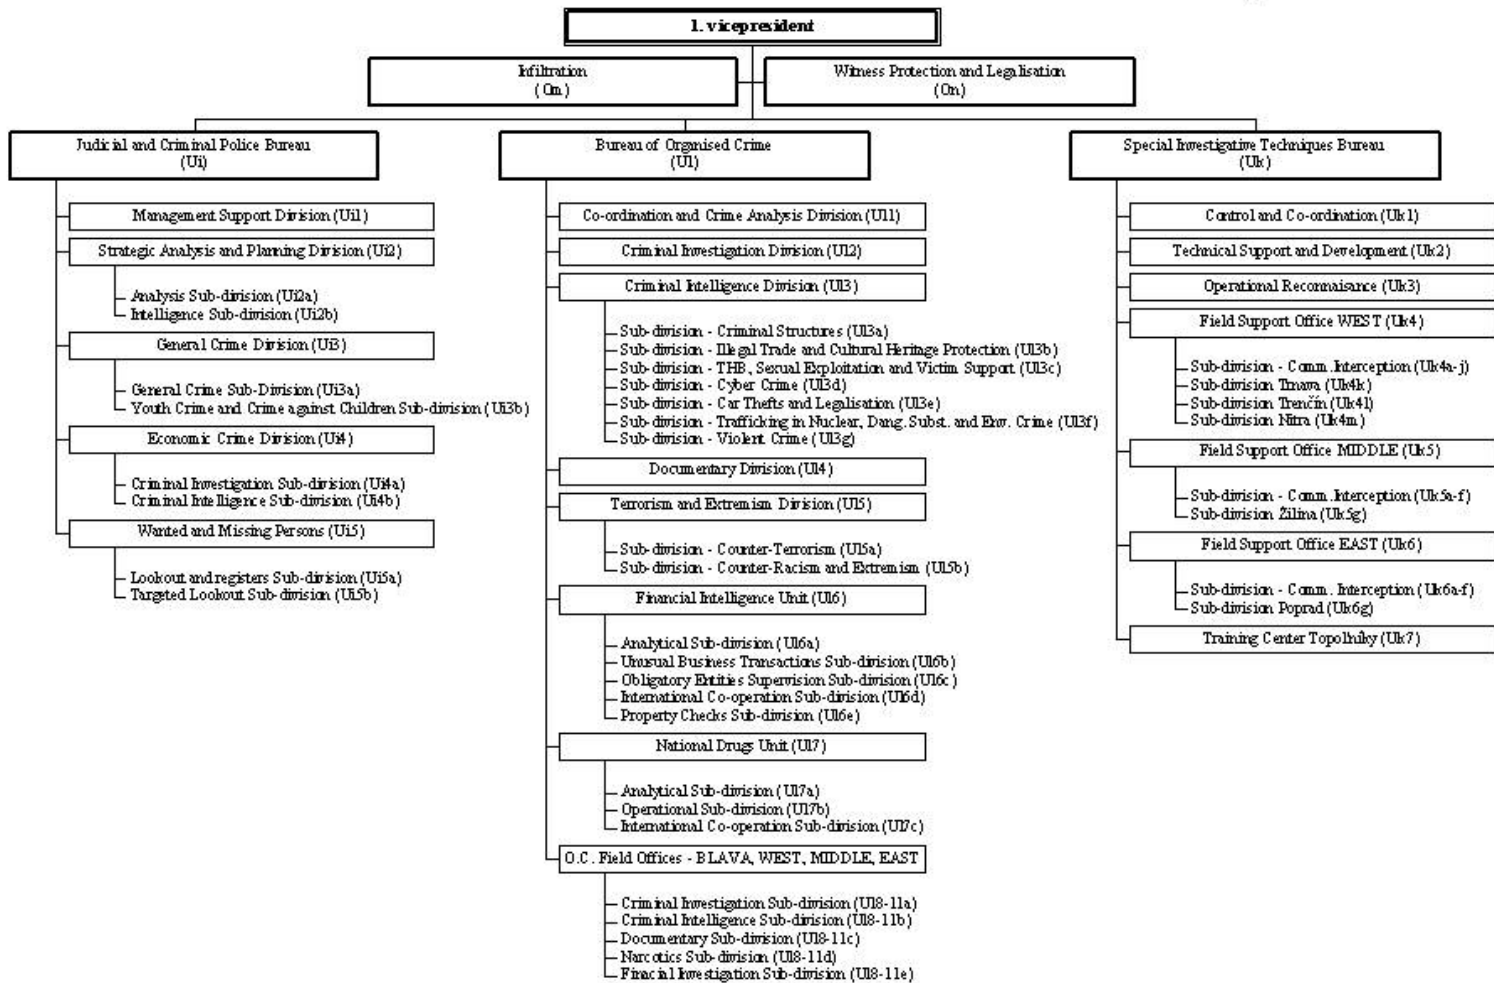 1. vicepresident
Infiltration
(Om)
Witness Protection and Legalisation
(On)
Judicial and Criminal Police Bureau
(Ui)
Management Support Division (Ui1)
Strategic Analysis and Planning Division (Ui2)
Analysis Sub-division (Ui2a)
Intelligence Sub-division (Ui2b)
General Crime Division (Ui3)
General Crime Sub-Division (Ui3a)
Youth Crime and Crime against Children Sub-division (Ui3b)
Economic Crime Division (Ui4)
Criminal Investigation Sub-division (Ui4a)
Criminal Intelligence Sub-division (Ui4b)
Wanted and Missing Persons (Ui5)
Lookout and registers Sub-division (Ui5a)
Targeted Lookout Sub-division (Ui5b)
Bureau of Organised Crime
(Ul)
Co-ordination and Crime Analysis Division (Ul1)
Criminal Investigation Division (Ul2)
Criminal Intelligence Division (Ul3)
Sub-division - Criminal Structures (Ul3a)
Sub-division - Illegal Trade and Cultural Heritage Protection (Ul3b)
Sub-division - THB, Sexual Exploitation and Victim Support (Ul3c)
Sub-division - Cyber Crime (Ul3d)
Sub-division - Car Thefts and Legalisation (Ul3e)
Sub-division - Trafficking in Nuclear, Dang. Subst. and Env. Crime (Ul3f)
Sub-division - Violent Crime (Ul3g)
Documentary Division (Ul4)
Terrorism and Extremism Division (Ul5)
Sub-division - Counter-Terrorism (Ul5a)
Sub-division - Counter-Racism and Extremism (Ul5b)
Financial Intelligence Unit (Ul6)
Analytical Sub-division (Ul6a)
Unusual Business Transactions Sub-division (Ul6b)
Obligatory Entities Supervision Sub-division (Ul6c)
International Co-operation Sub-division (Ul6d)
Property Checks Sub-division (Ul6e)
National Drugs Unit (Ul7)
Analytical Sub-division (Ul7a)
Operational Sub-division (Ul7b)
International Co-operation Sub-division (Ul7c)
O.C. Field Offices - BLAVA, WEST, MIDDLE, EAST
Criminal Investigation Sub-division (Ul8-11a)
Criminal Intelligence Sub-division (Ul8-11b)
Documentary Sub-division (Ul8-11c)
Narcotics Sub-division (Ul8-11d)
Finacial Investigation Sub-division (Ul8-11e)
Special Investigative Techniques Bureau
(Uk)
Control and Co-ordination (Uk1)
Technical Support and Development (Uk2)
Operational Reconnaisance (Uk3)
Field Support Office WEST (Uk4)
Sub-division - Comm.Interception (Uk4a-j)
Sub-division Trnava (Uk4k)
Sub-division Trenčín (Uk4l)
Sub-division Nitra (Uk4m)
Field Support Office MIDDLE (Uk5)
Sub-division - Comm.Interception (Uk5a-f)
Sub-division Žilina (Uk5g)
Field Support Office EAST (Uk6)
Sub-division - Comm. Interception (Uk6a-f)
Sub-division Poprad (Uk6g)
Training Center Topoľníky (Uk7)